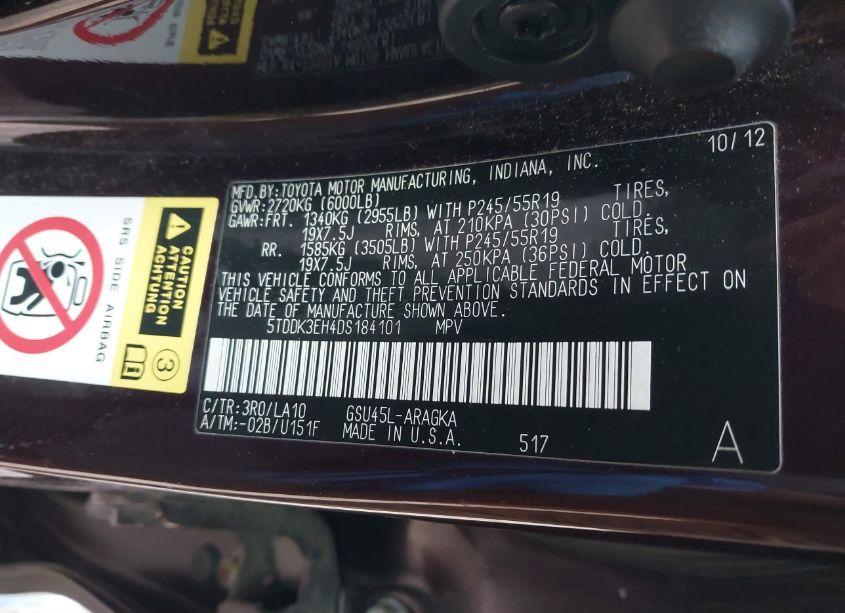 10/12
MFD.BY:TOYOTA MOTOR MANUFACTURING, INDIANA, INC.
GVWR:2720KG (6000LB)
GAWR:FRT. 1340KG (2955LB) WITH P245/55R19 TIRES,
19X7.5J RIMS, AT 210KPA (30PSI) COLD.
RR. 1585KG (3505LB) WITH P245/55R19 TIRES,
19X7.5J RIMS, AT 250KPA (36PSI) COLD.
THIS VEHICLE CONFORMS TO ALL APPLICABLE FEDERAL MOTOR
VEHICLE SAFETY AND THEFT PREVENTION STANDARDS IN EFFECT ON
THE DATE OF MANUFACTURE SHOWN ABOVE.
5TDDK3EH4DS184101 MPV
C/TR:3R0/LA10 GSU45L-ARAGKA
A/TM:-02B/U151F MADE IN U.S.A. 517
A
SRS SIDE AIRBAG
CAUTION
ATTENTION
ACHTUNG
3